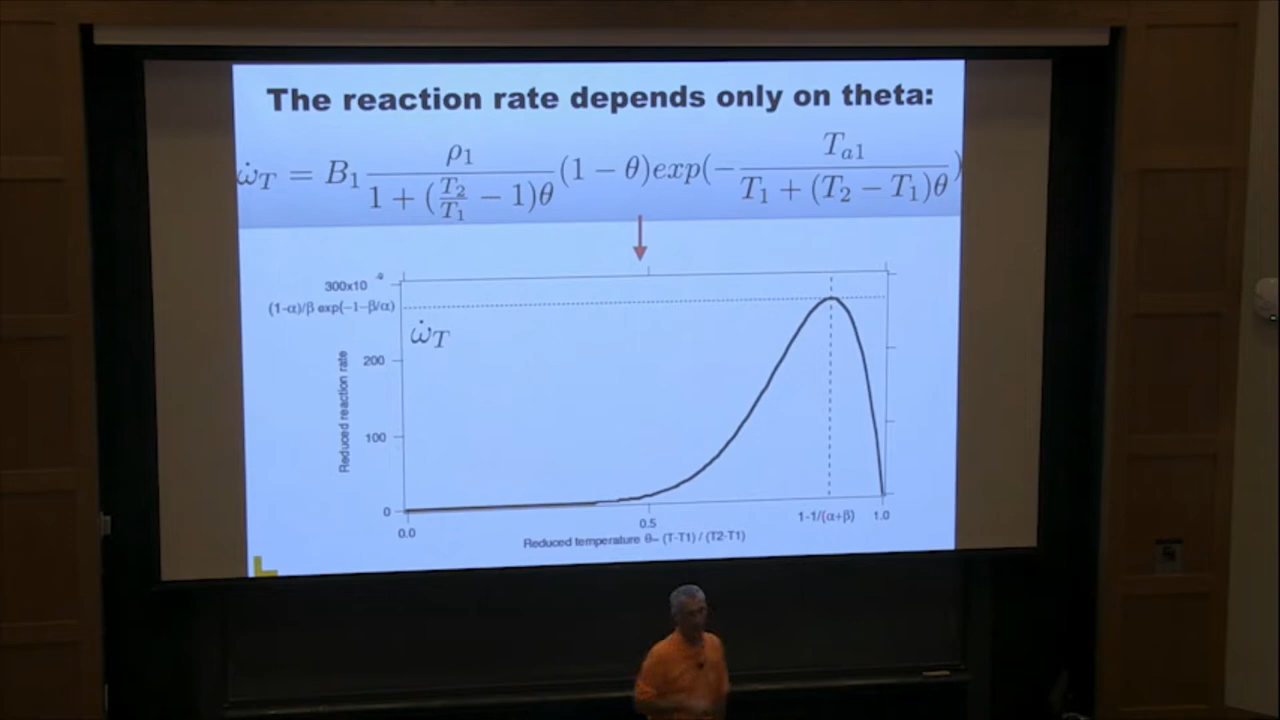 The reaction rate depends only on theta:
ω̇_T = B_1 ρ_1 / (1 + (T_2/T_1 − 1)θ) (1 − θ)exp(− T_a1 / (T_1 + (T_2 − T_1)θ))
300x10
(1-α)/β exp(-1-β/α)
ω̇_T
200
Reduced reaction rate
100
0
0.0
0.5
1-1/(α+β)
1.0
Reduced temperature θ= (T-T1) / (T2-T1)